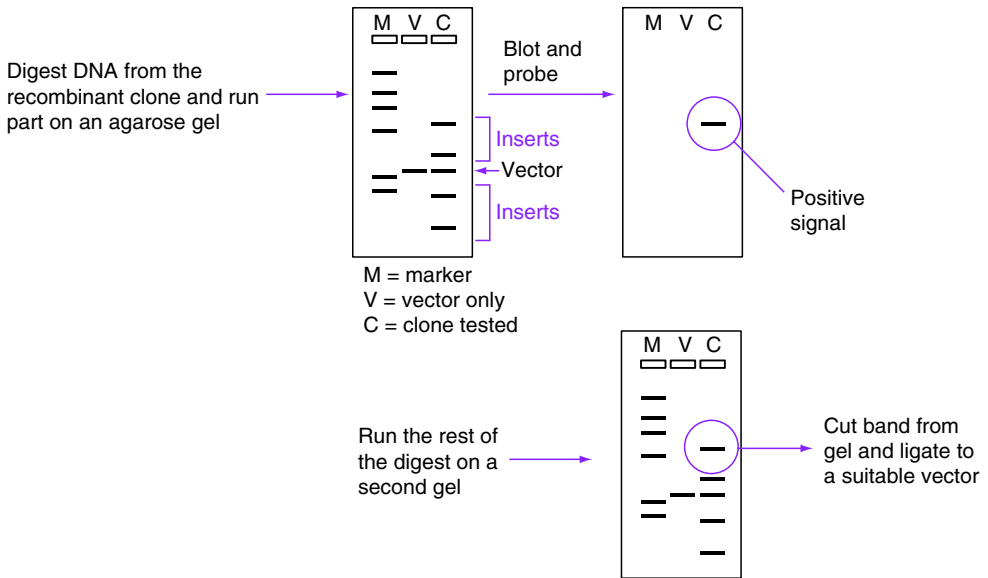 M V C
Digest DNA from the
recombinant clone and run
part on an agarose gel
Inserts
Vector
Inserts
Blot and
probe
M V C
Positive
signal
M = marker
V = vector only
C = clone tested
Run the rest of
the digest on a
second gel
M V C
Cut band from
gel and ligate to
a suitable vector